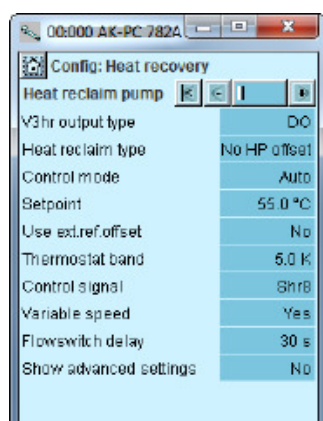 00:000 AK-PC 782A
Config: Heat recovery
Heat reclaim pump
V3hr output type DO
Heat reclaim type No HP offset
Control mode Auto
Setpoint 55.0 °C
Use ext.ref.offset No
Thermostat band 5.0 K
Control signal Shr8
Variable speed Yes
Flowswitch delay 30 s
Show advanced settings No